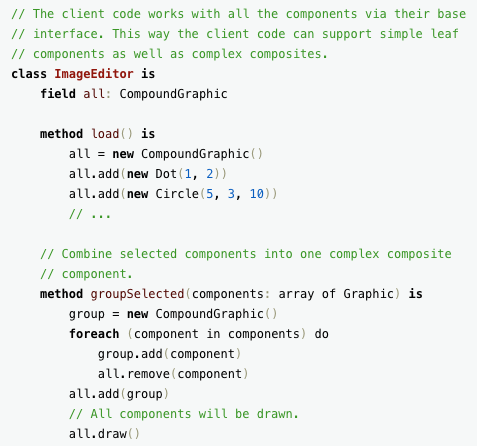 // The client code works with all the components via their base
// interface. This way the client code can support simple leaf
// components as well as complex composites.
class ImageEditor is
    field all: CompoundGraphic

    method load() is
        all = new CompoundGraphic()
        all.add(new Dot(1, 2))
        all.add(new Circle(5, 3, 10))
        // ...

    // Combine selected components into one complex composite
    // component.
    method groupSelected(components: array of Graphic) is
        group = new CompoundGraphic()
        foreach (component in components) do
            group.add(component)
            all.remove(component)
        all.add(group)
        // All components will be drawn.
        all.draw()